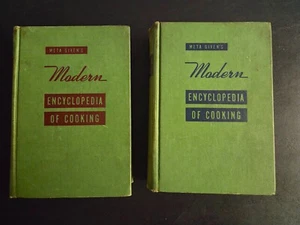 META GIVEN'S
Modern
ENCYCLOPEDIA
OF COOKING
META GIVEN'S
Modern
ENCYCLOPEDIA
OF COOKING